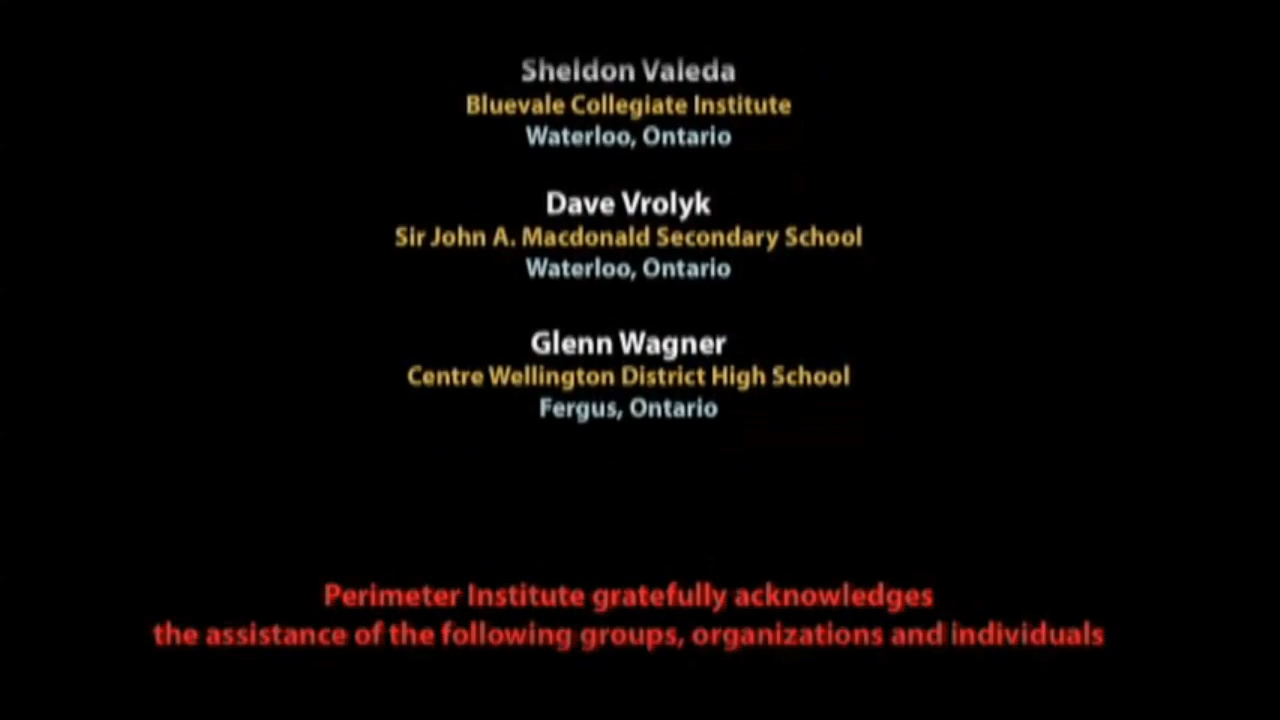 Sheldon Valeda
Bluevale Collegiate Institute
Waterloo, Ontario
Dave Vrolyk
Sir John A. Macdonald Secondary School
Waterloo, Ontario
Glenn Wagner
Centre Wellington District High School
Fergus, Ontario
Perimeter Institute gratefully acknowledges
the assistance of the following groups, organizations and individuals